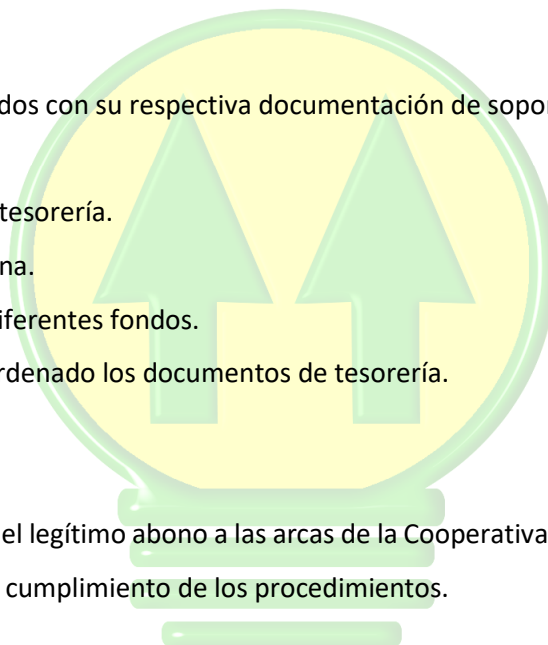 dos con su respectiva documentación de sopor
tesorería.
na.
iferentes fondos.
rdenado los documentos de tesorería.
el legítimo abono a las arcas de la Cooperativa
cumplimiento de los procedimientos.